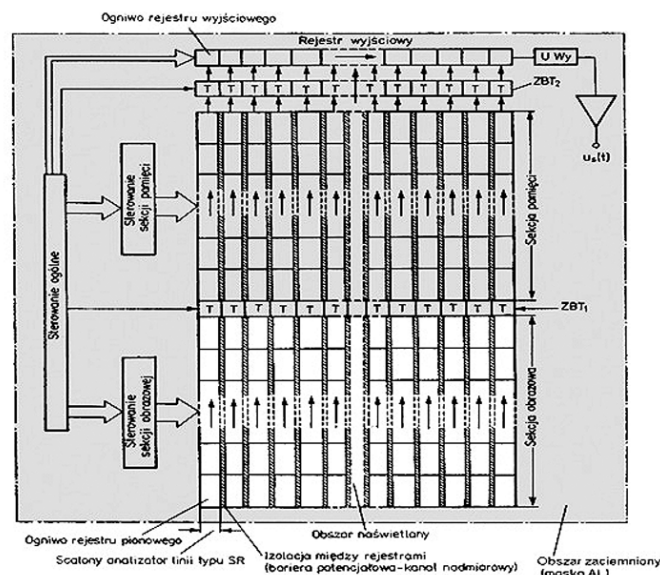 Ogniwo rejestru wyjściowego
Rejestr wyjściowy
U Wy
T T T T T T T T T T T
ZBT₂
uₛ(t)
Sterowanie ogólne
Sterowanie
sekcji pamięci
Sekcja pamięci
T T T T T T T T T T T
ZBT₁
Sterowanie
sekcji obrazowej
Sekcja obrazowa
Ogniwo rejestru pionowego
Scalony analizator linii typu SR
Izolacja między rejestrami
(bariera potencjałowa-kanał nadmiarowy)
Obszar naświetlany
Obszar zaciemniony
(maska AL)